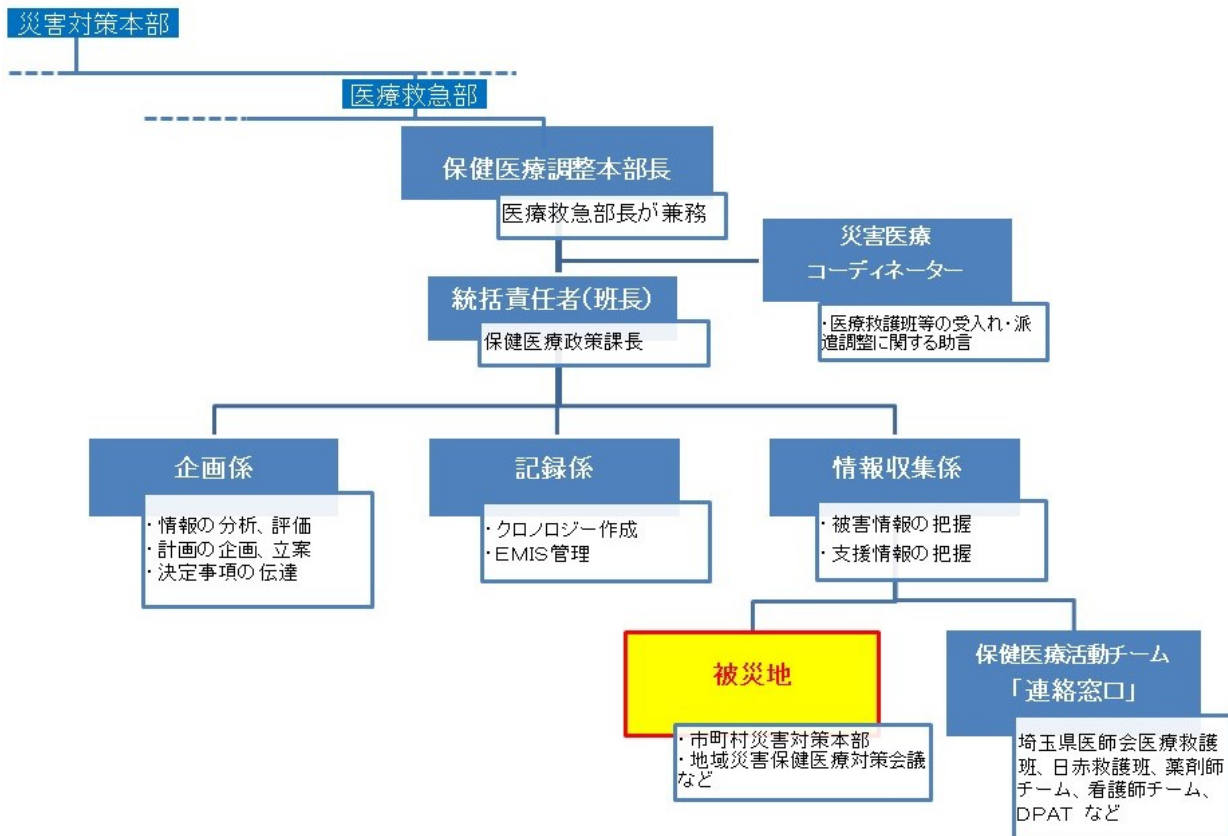 災害対策本部
医療救急部
保健医療調整本部長
医療救急部長が兼務
災害医療
コーディネーター
・医療救護班等の受入れ・派
遣調整に関する助言
統括責任者(班長)
保健医療政策課長
企画係
・情報の分析、評価
・計画の企画、立案
・決定事項の伝達
記録係
・クロノロジー作成
・EMIS管理
情報収集係
・被害情報の把握
・支援情報の把握
被災地
・市町村災害対策本部
・地域災害保健医療対策会議
など
保健医療活動チーム
「連絡窓口」
埼玉県医師会医療救護
班、日赤救護班、薬剤師
チーム、看護師チーム、
DPAT など